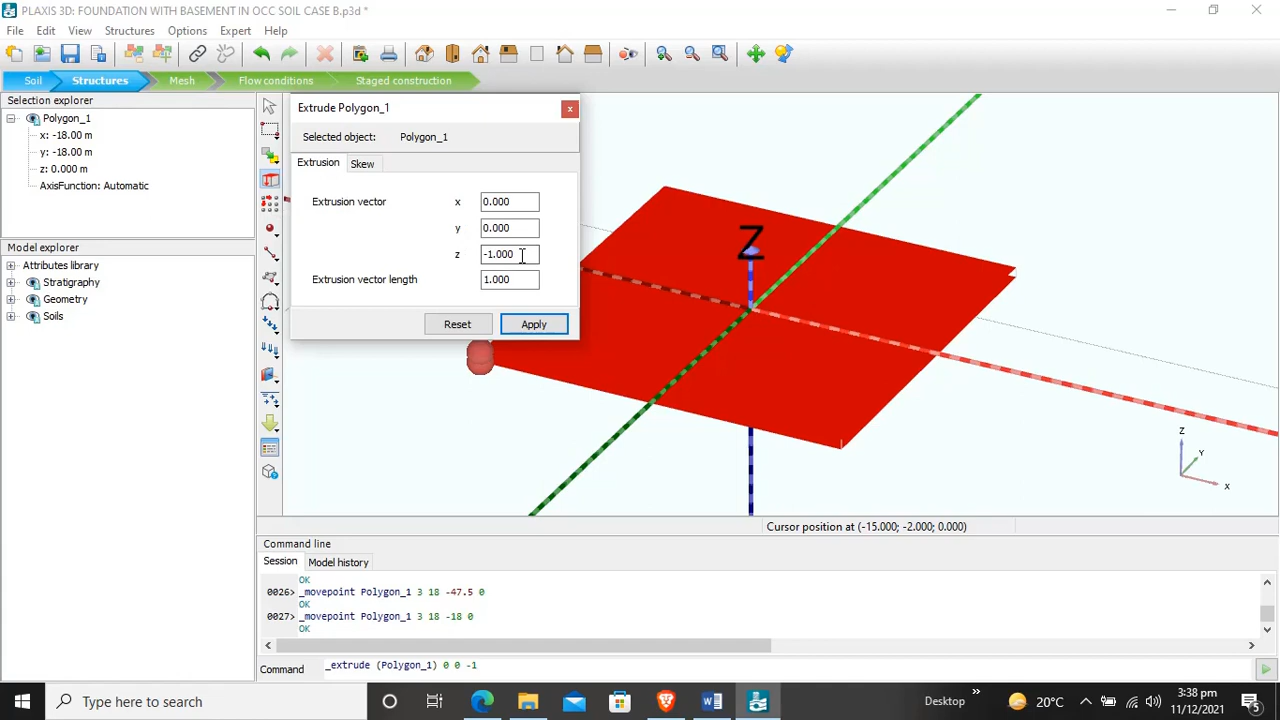 PLAXIS 3D: FOUNDATION WITH BASEMENT IN OCC SOIL CASE B.p3d *
File Edit View Structures Options Expert Help
Soil Structures Mesh Flow conditions Staged construction
Selection explorer
Polygon_1
x: -18.00 m
y: -18.00 m
z: 0.000 m
AxisFunction: Automatic
Model explorer
Attributes library
Stratigraphy
Geometry
Soils
Extrude Polygon_1
Selected object: Polygon_1
Extrusion Skew
Extrusion vector x 0.000
y 0.000
z -1.000
Extrusion vector length 1.000
Reset Apply
Z
Z
Y
X
Cursor position at (-15.000; -2.000; 0.000)
Command line
Session Model history
OK
0026> _movepoint Polygon_1 3 18 -47.5 0
OK
0027> _movepoint Polygon_1 3 18 -18 0
OK
Command _extrude (Polygon_1) 0 0 -1
Type here to search
Desktop
20°C
3:38 pm
11/12/2021
5